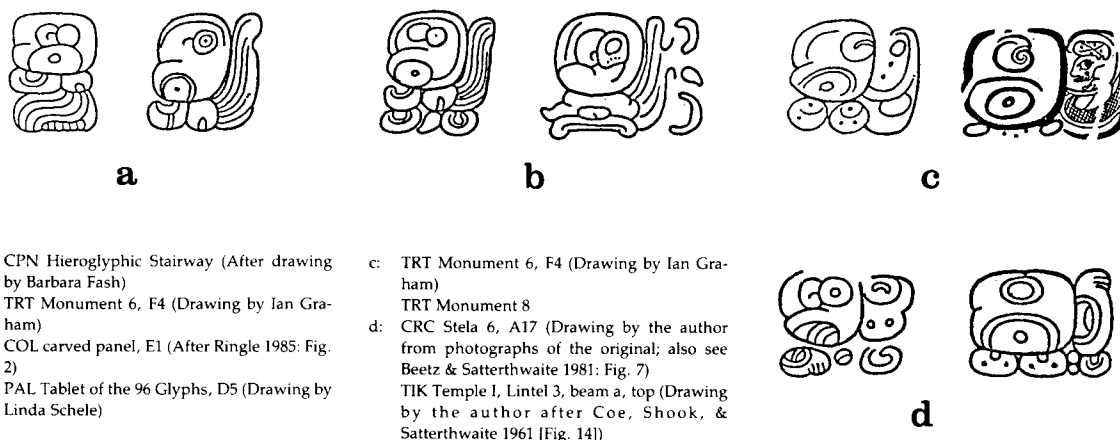 a
b
c
CPN Hieroglyphic Stairway (After drawing
by Barbara Fash)
TRT Monument 6, F4 (Drawing by Ian Gra-
ham)
COL carved panel, E1 (After Ringle 1985: Fig.
2)
PAL Tablet of the 96 Glyphs, D5 (Drawing by
Linda Schele)
c: TRT Monument 6, F4 (Drawing by Ian Gra-
ham)
TRT Monument 8
d: CRC Stela 6, A17 (Drawing by the author
from photographs of the original; also see
Beetz & Satterthwaite 1981: Fig. 7)
TIK Temple I, Lintel 3, beam a, top (Drawing
by the author after Coe, Shook, &
Satterthwaite 1961 [Fig. 14])
d